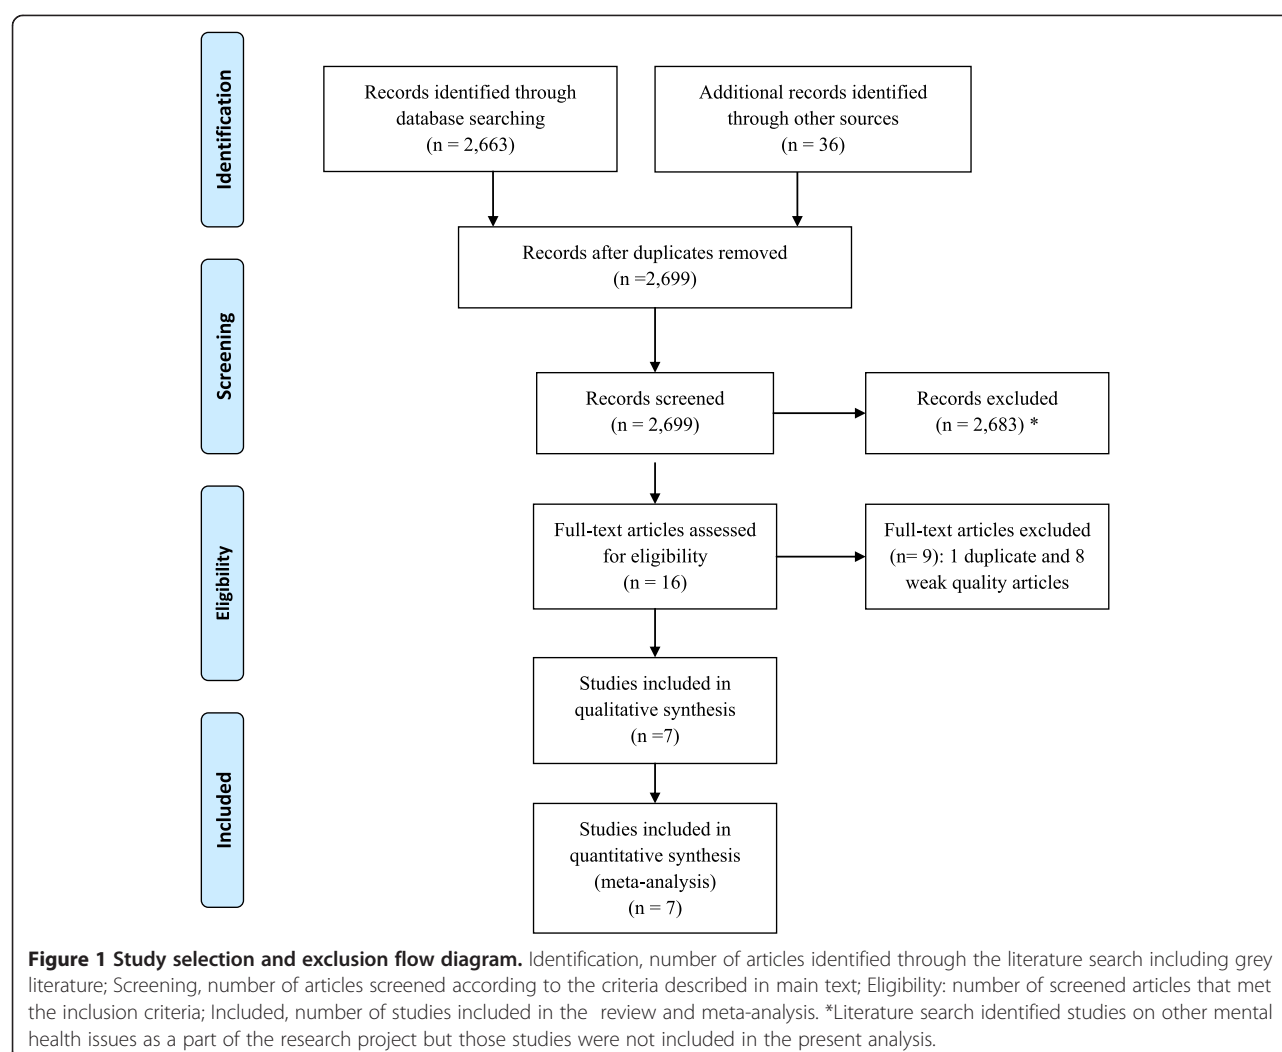 Identification
Records identified through
database searching
(n = 2,663)
Additional records identified
through other sources
(n = 36)
Records after duplicates removed
(n =2,699)
Screening
Records screened
(n = 2,699)
Records excluded
(n = 2,683) *
Eligibility
Full-text articles assessed
for eligibility
(n = 16)
Full-text articles excluded
(n= 9): 1 duplicate and 8
weak quality articles
Studies included in
qualitative synthesis
(n =7)
Included
Studies included in
quantitative synthesis
(meta-analysis)
(n = 7)
Figure 1 Study selection and exclusion flow diagram. Identification, number of articles identified through the literature search including grey
literature; Screening, number of articles screened according to the criteria described in main text; Eligibility: number of screened articles that met
the inclusion criteria; Included, number of studies included in the review and meta-analysis. *Literature search identified studies on other mental
health issues as a part of the research project but those studies were not included in the present analysis.